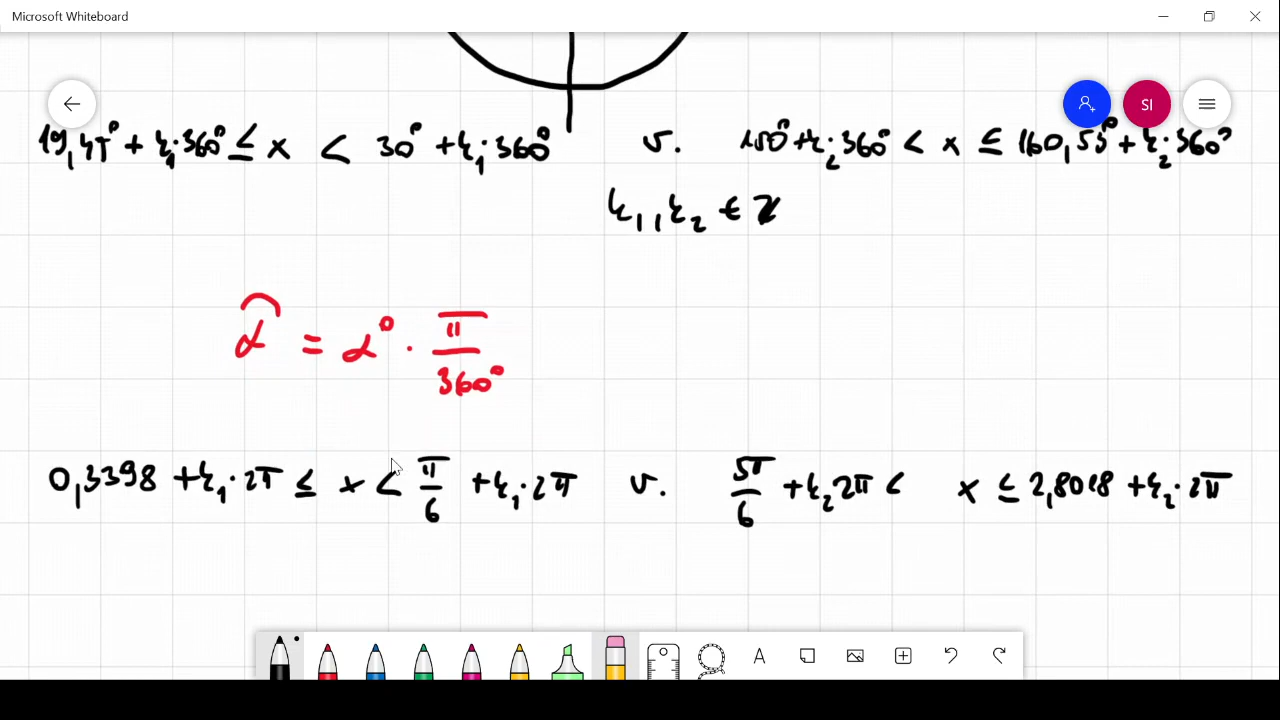 Microsoft Whiteboard
SI
19,47° + k₁·360° ≤ x < 30° + k₁·360° v. 150° + k₂·360° < x ≤ 160,53° + k₂·360°
k₁, k₂ ∈ Z
α̂ = α° · π/360°
0,3398 + k₁·2π ≤ x < π/6 + k₁·2π v. 5π/6 + k₂2π < x ≤ 2,8018 + k₂·2π
A